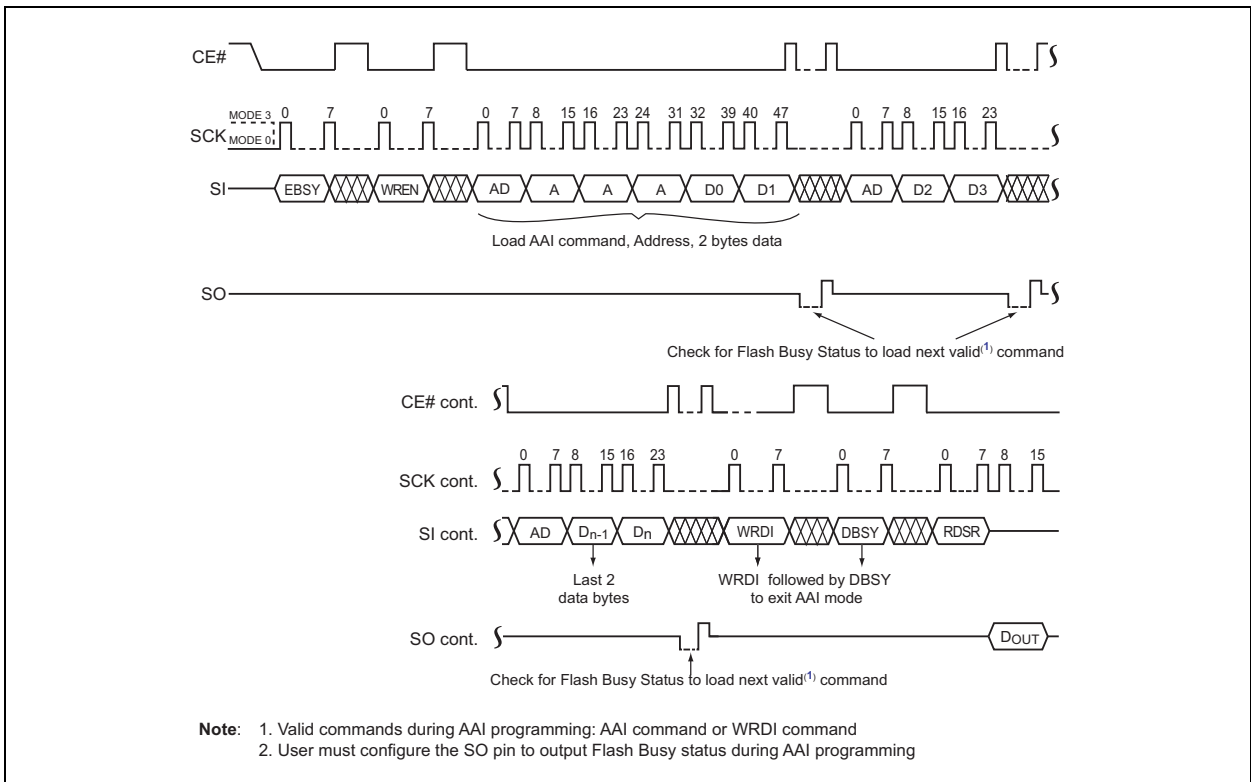 CE#
MODE 3
SCK MODE 0
0 7 0 7 0 7 8 15 16 23 24 31 32 39 40 47 0 7 8 15 16 23
SI EBSY WREN AD A A A D0 D1 AD D2 D3
Load AAI command, Address, 2 bytes data
SO
Check for Flash Busy Status to load next valid(1) command
CE# cont.
0 7 8 15 16 23 0 7 0 7 0 7 8 15
SCK cont.
SI cont. AD Dn-1 Dn WRDI DBSY RDSR
Last 2
data bytes
WRDI followed by DBSY
to exit AAI mode
SO cont. DOUT
Check for Flash Busy Status to load next valid(1) command
Note: 1. Valid commands during AAI programming: AAI command or WRDI command
2. User must configure the SO pin to output Flash Busy status during AAI programming